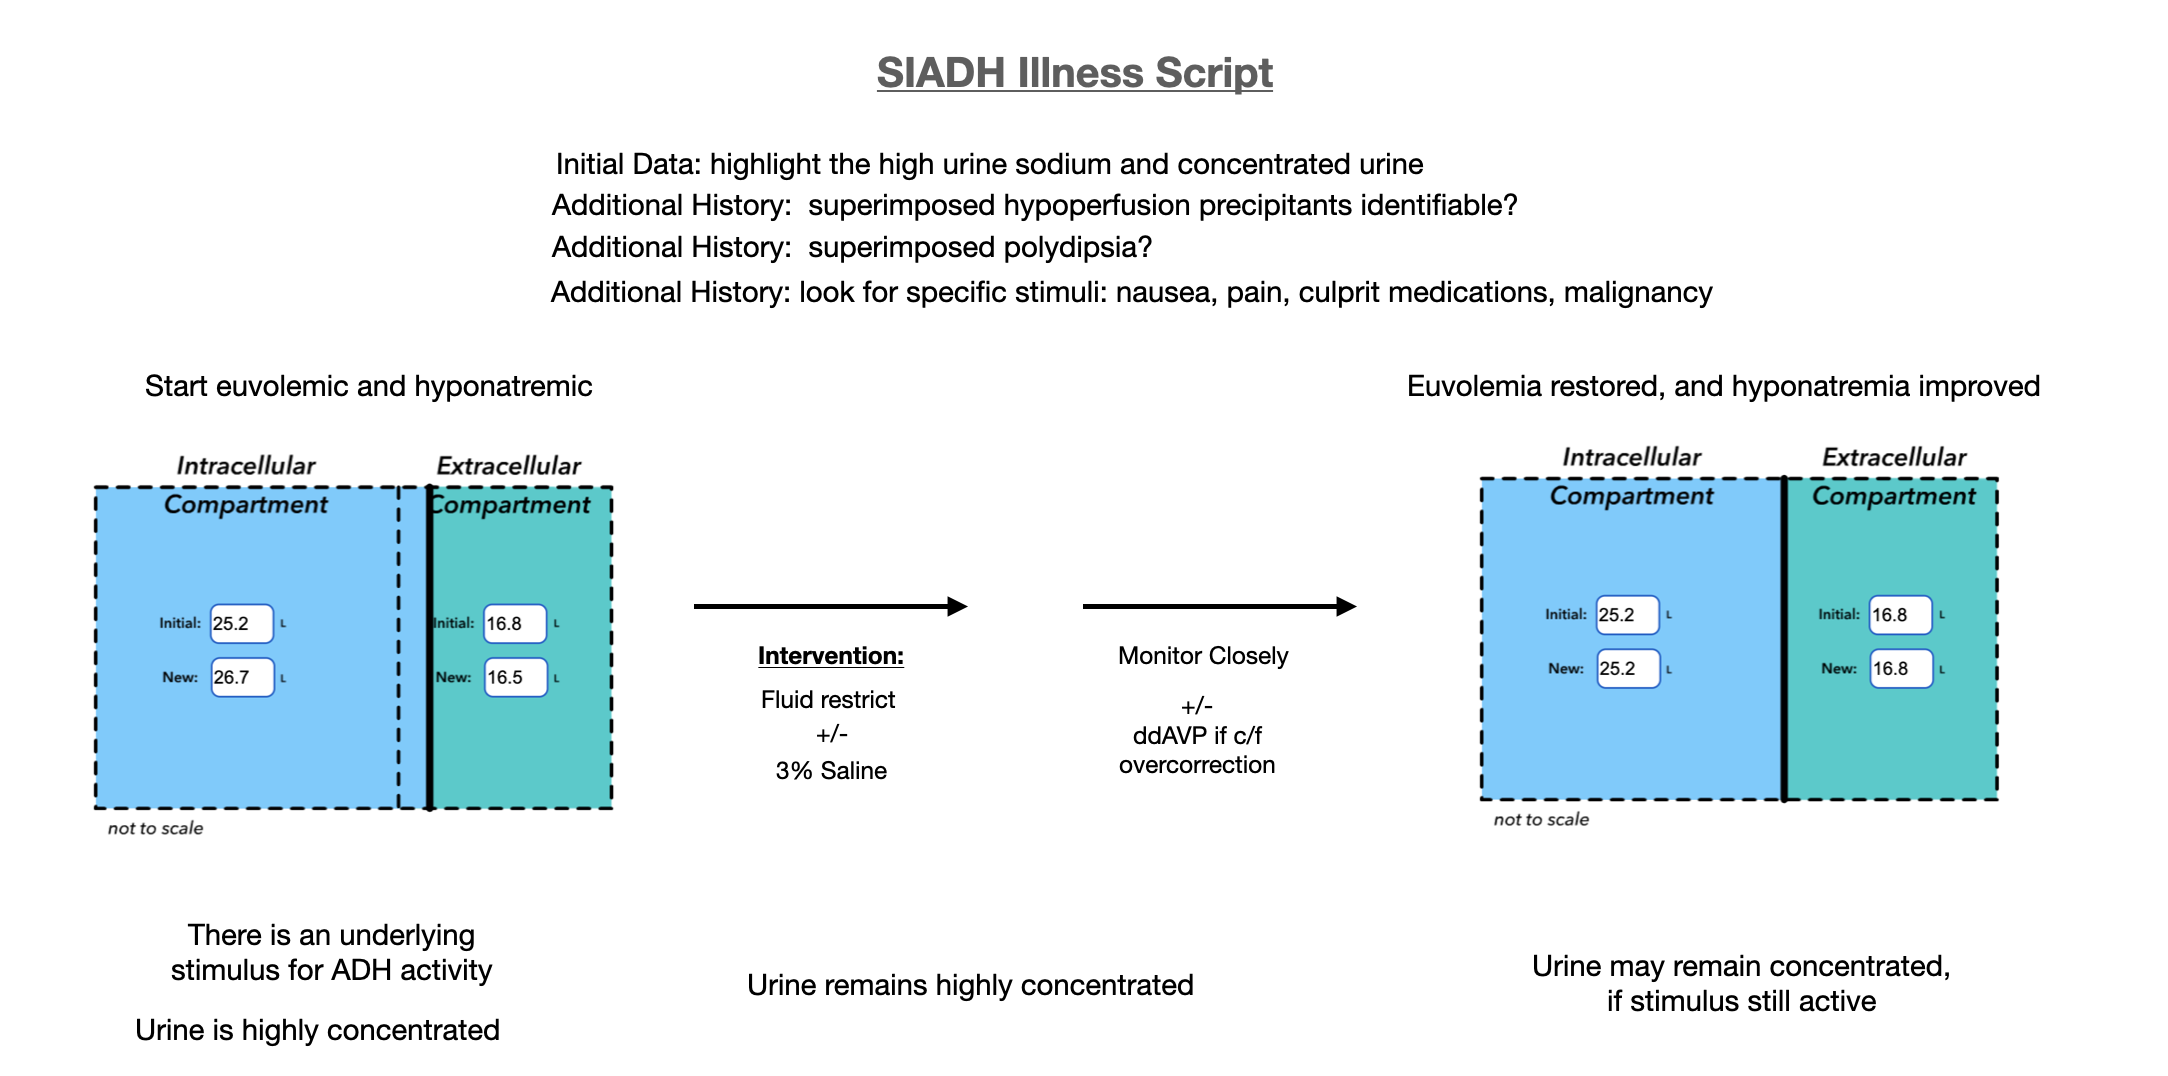 SIADH Illness Script
Initial Data: highlight the high urine sodium and concentrated urine
Additional History: superimposed hypoperfusion precipitants identifiable?
Additional History: superimposed polydipsia?
Additional History: look for specific stimuli: nausea, pain, culprit medications, malignancy
Start euvolemic and hyponatremic
Intracellular
Compartment
Extracellular
Compartment
Initial: 25.2 L
New: 26.7 L
Initial: 16.8 L
New: 16.5 L
not to scale
There is an underlying
stimulus for ADH activity
Urine is highly concentrated
Intervention:
Fluid restrict
+/-
3% Saline
Monitor Closely
+/-
ddAVP if c/f
overcorrection
Urine remains highly concentrated
Euvolemia restored, and hyponatremia improved
Intracellular
Compartment
Extracellular
Compartment
Initial: 25.2 L
New: 25.2 L
Initial: 16.8 L
New: 16.8 L
not to scale
Urine may remain concentrated,
if stimulus still active